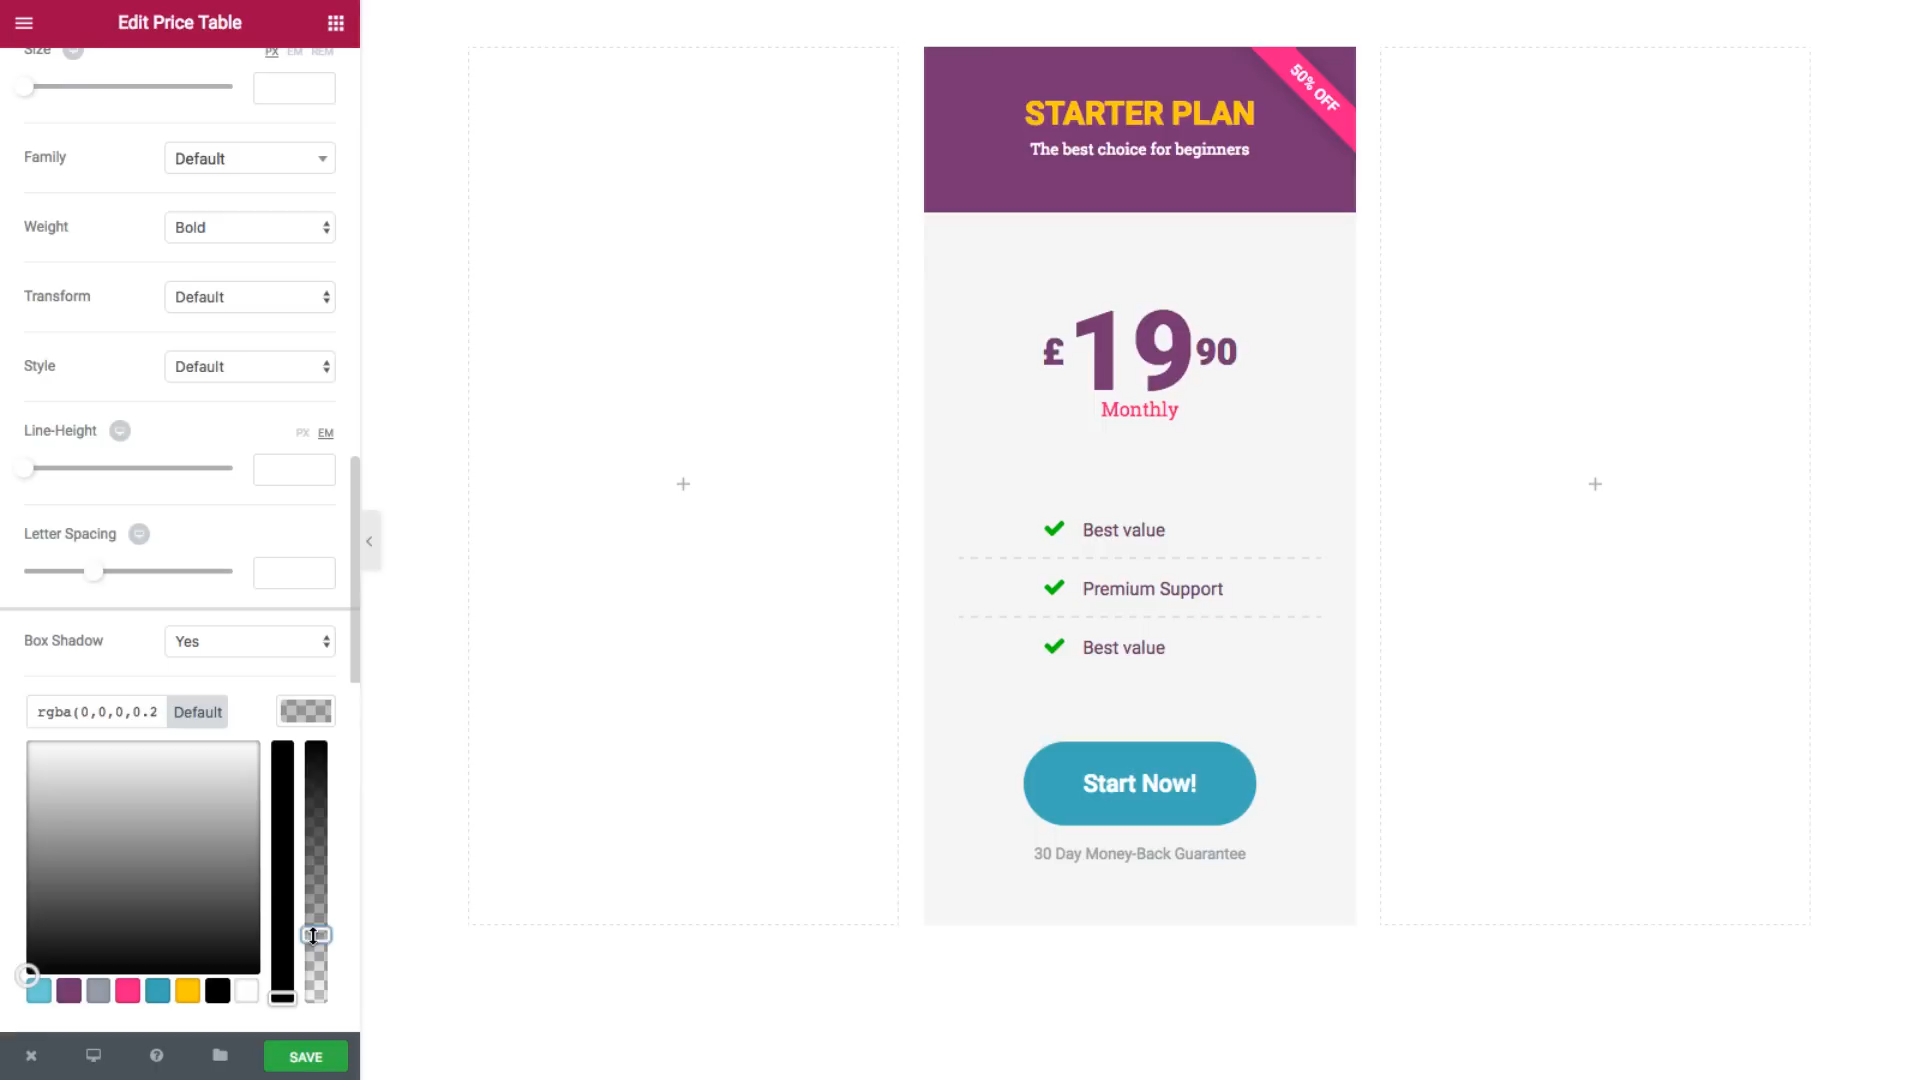 Edit Price Table
Size PX EM REM
Family Default
Weight Bold
Transform Default
Style Default
Line-Height PX EM
Letter Spacing
Box Shadow Yes
rgba(0,0,0,0.2 Default
SAVE
50% OFF
STARTER PLAN
The best choice for beginners
£ 19 90
Monthly
Best value
Premium Support
Best value
Start Now!
30 Day Money-Back Guarantee